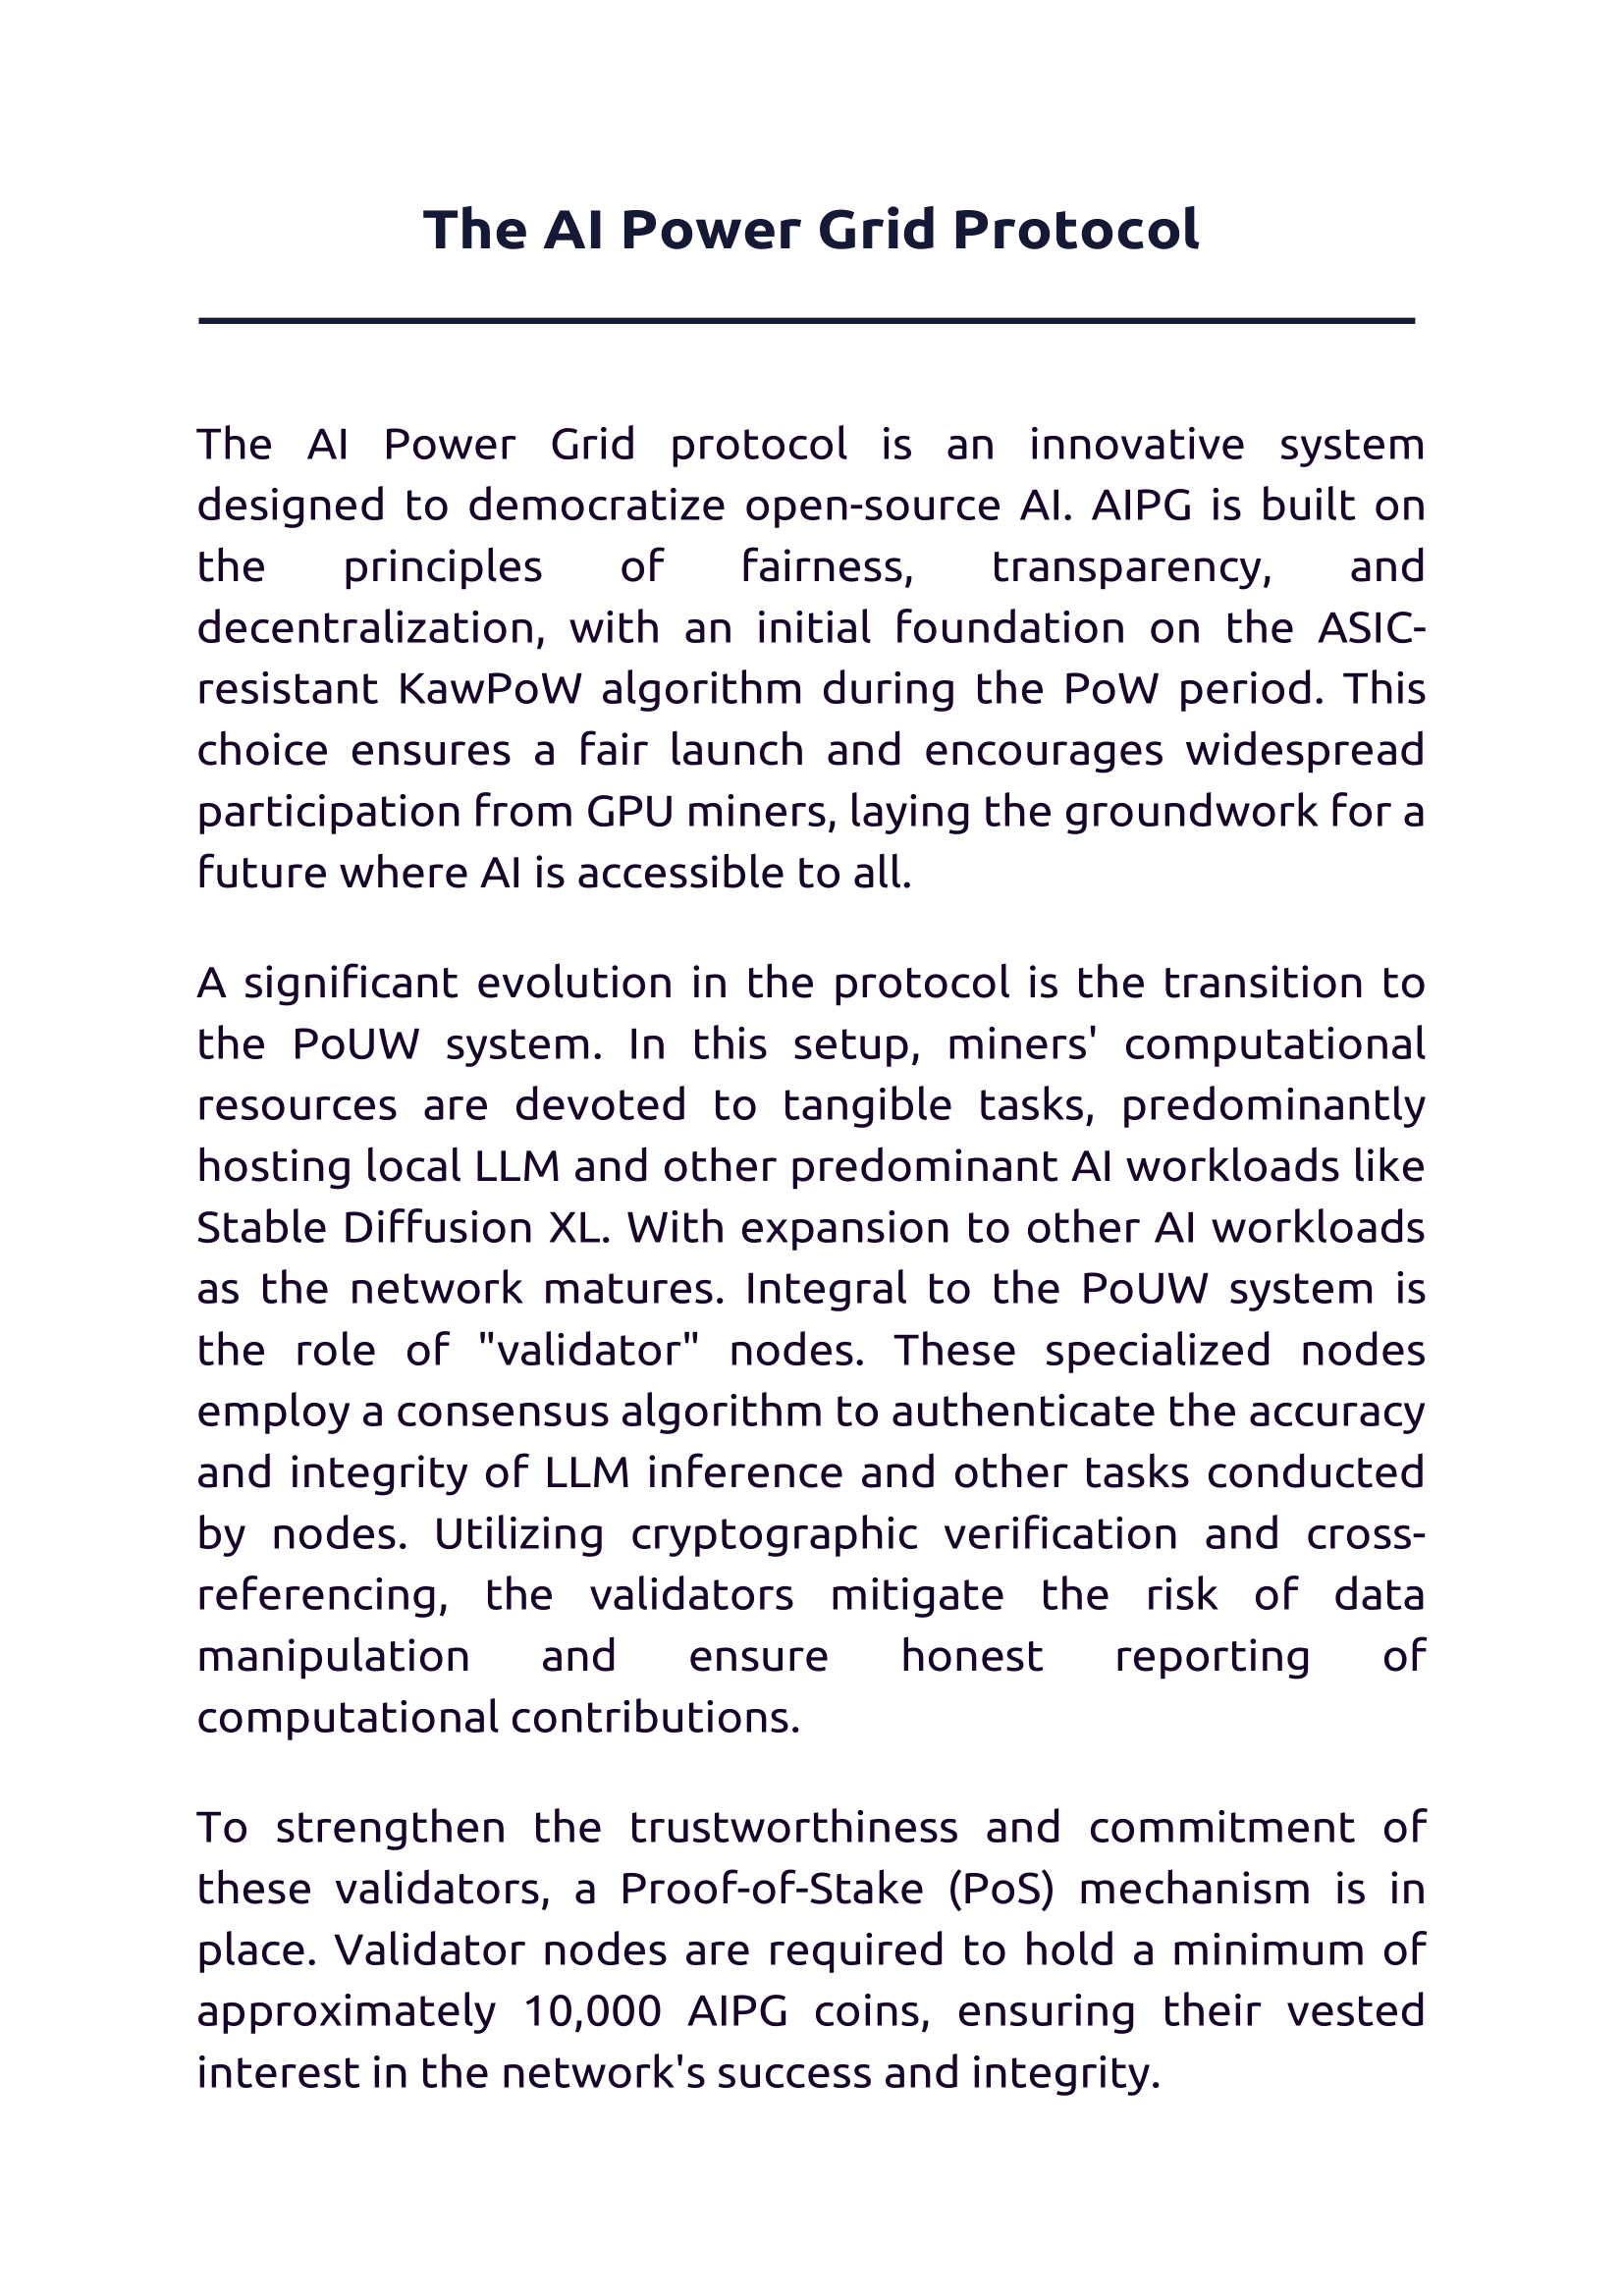 The AI Power Grid Protocol
The AI Power Grid protocol is an innovative system
designed to democratize open-source AI. AIPG is built on
the principles of fairness, transparency, and
decentralization, with an initial foundation on the ASIC-
resistant KawPoW algorithm during the PoW period. This
choice ensures a fair launch and encourages widespread
participation from GPU miners, laying the groundwork for a
future where AI is accessible to all.
A significant evolution in the protocol is the transition to
the PoUW system. In this setup, miners' computational
resources are devoted to tangible tasks, predominantly
hosting local LLM and other predominant AI workloads like
Stable Diffusion XL. With expansion to other AI workloads
as the network matures. Integral to the PoUW system is
the role of "validator" nodes. These specialized nodes
employ a consensus algorithm to authenticate the accuracy
and integrity of LLM inference and other tasks conducted
by nodes. Utilizing cryptographic verification and cross-
referencing, the validators mitigate the risk of data
manipulation and ensure honest reporting of
computational contributions.
To strengthen the trustworthiness and commitment of
these validators, a Proof-of-Stake (PoS) mechanism is in
place. Validator nodes are required to hold a minimum of
approximately 10,000 AIPG coins, ensuring their vested
interest in the network's success and integrity.